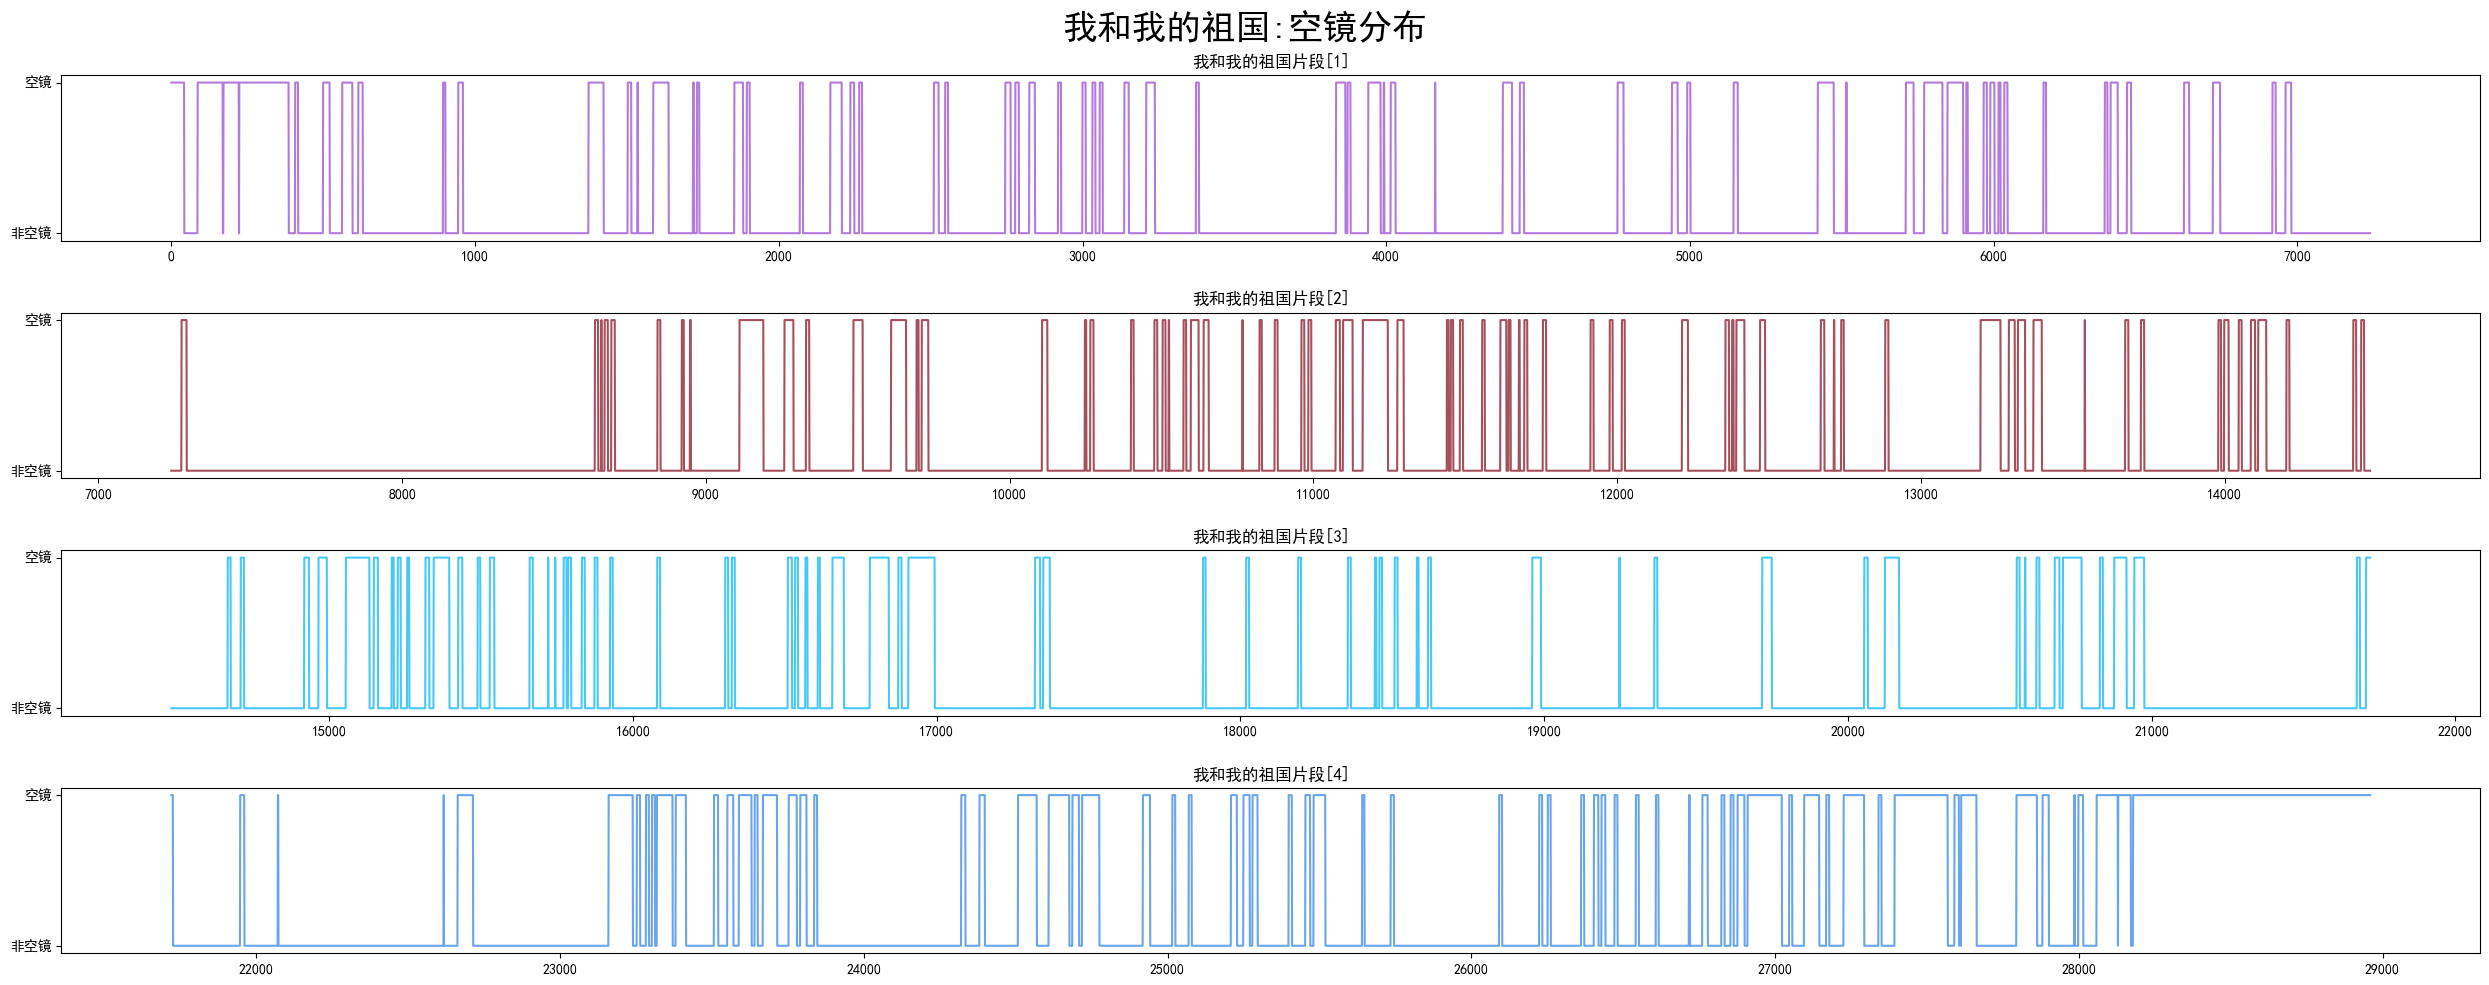 我和我的祖国:空镜分布
我和我的祖国片段[1]
空镜
非空镜
0 1000 2000 3000 4000 5000 6000 7000
我和我的祖国片段[2]
空镜
非空镜
7000 8000 9000 10000 11000 12000 13000 14000
我和我的祖国片段[3]
空镜
非空镜
15000 16000 17000 18000 19000 20000 21000 22000
我和我的祖国片段[4]
空镜
非空镜
22000 23000 24000 25000 26000 27000 28000 29000